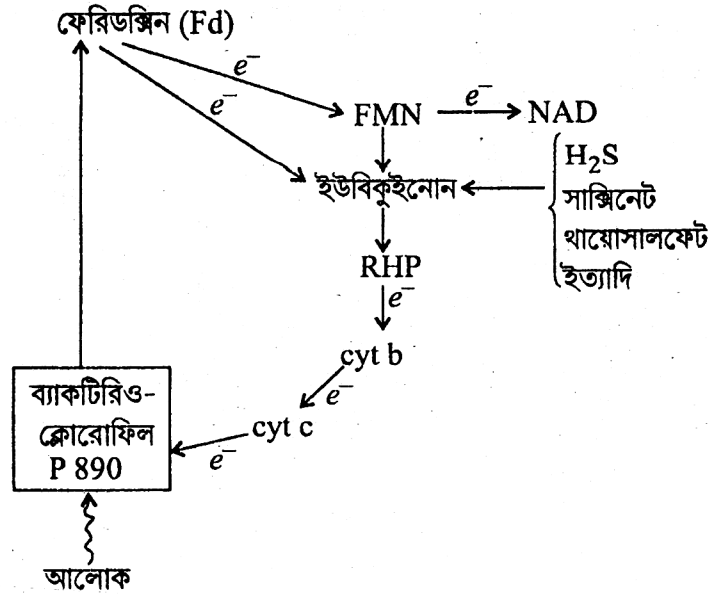 ফেরিডক্সিন (Fd)
e⁻
e⁻
FMN
e⁻
NAD
ইউবিকুইনোন
H₂S
সাক্সিনেট
থায়োসালফেট
ইত্যাদি
RHP
e⁻
cyt b
e⁻
cyt c
e⁻
ব্যাকটিরিও-
ক্লোরোফিল
P 890
আলোক